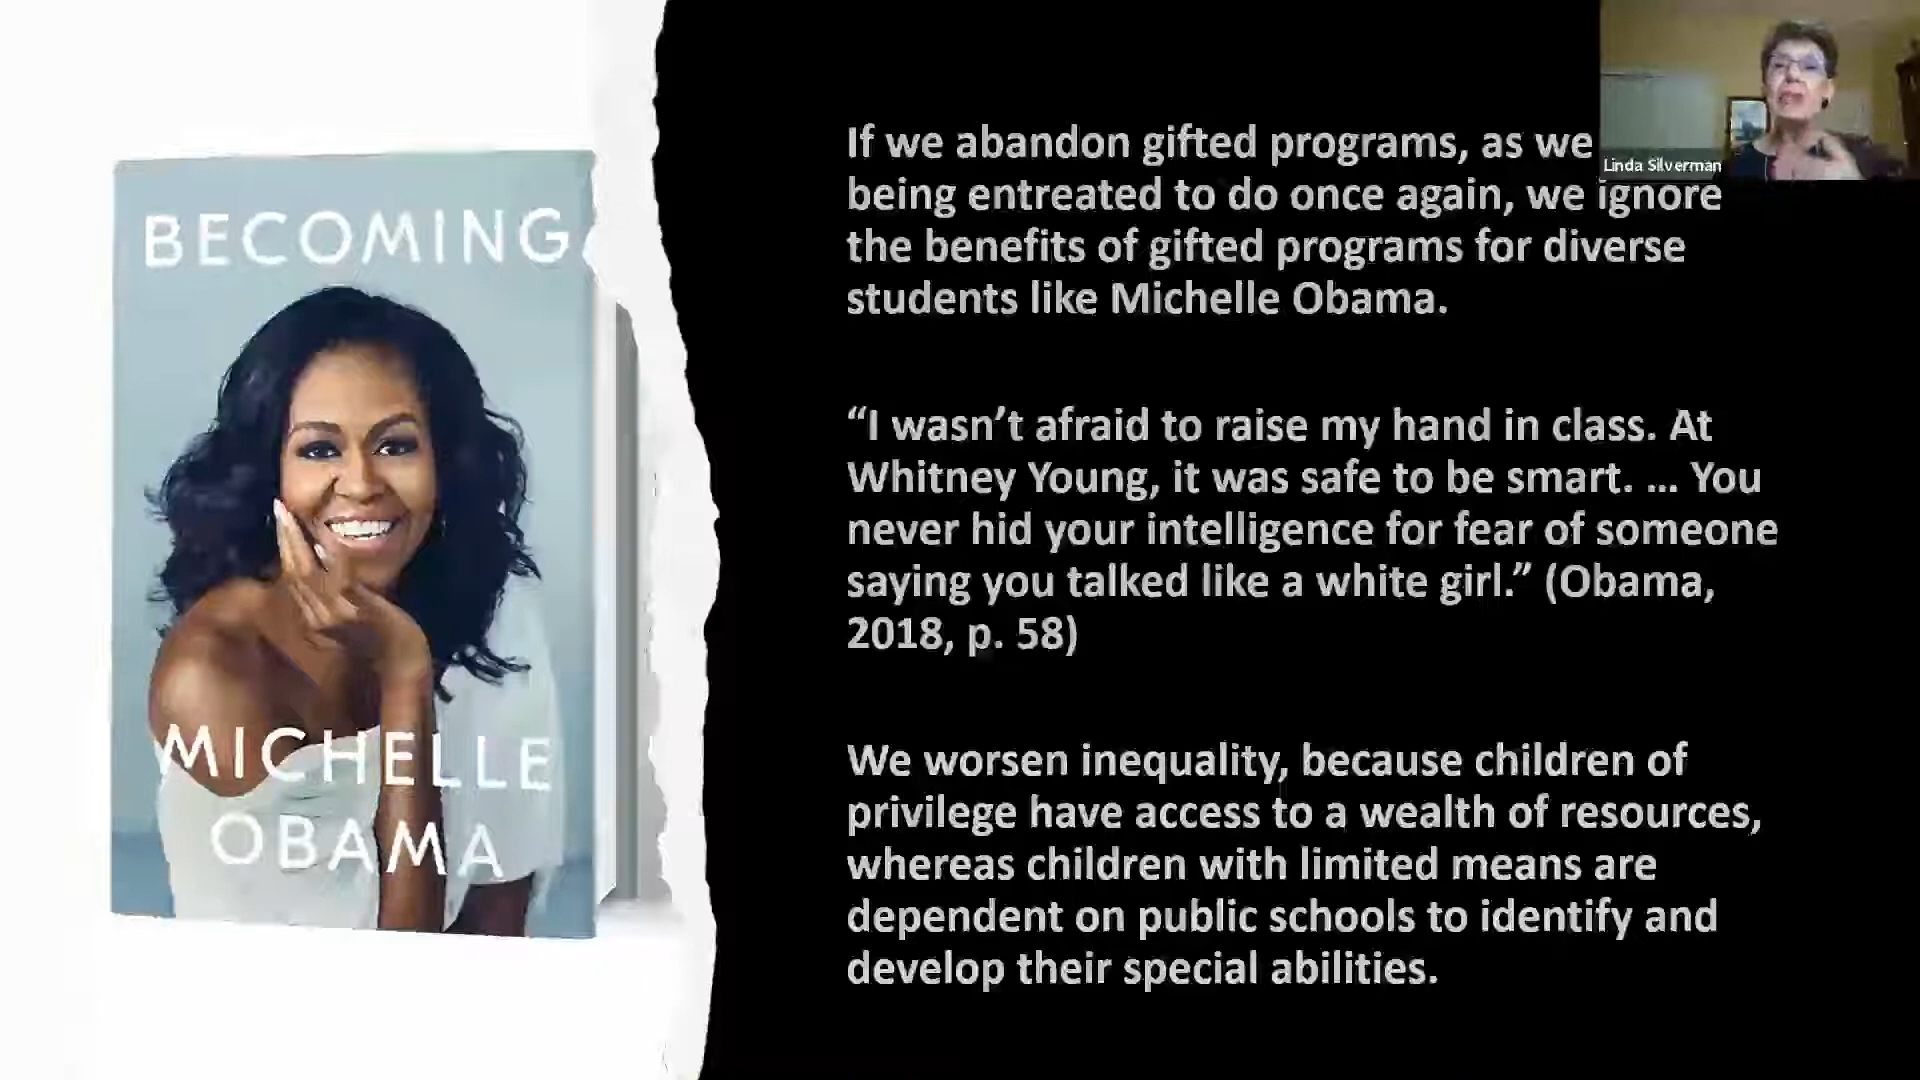 BECOMING
MICHELLE
OBAMA
If we abandon gifted programs, as we
being entreated to do once again, we ignore
the benefits of gifted programs for diverse
students like Michelle Obama.
“I wasn’t afraid to raise my hand in class. At
Whitney Young, it was safe to be smart. … You
never hid your intelligence for fear of someone
saying you talked like a white girl.” (Obama,
2018, p. 58)
We worsen inequality, because children of
privilege have access to a wealth of resources,
whereas children with limited means are
dependent on public schools to identify and
develop their special abilities.
Linda Silverman